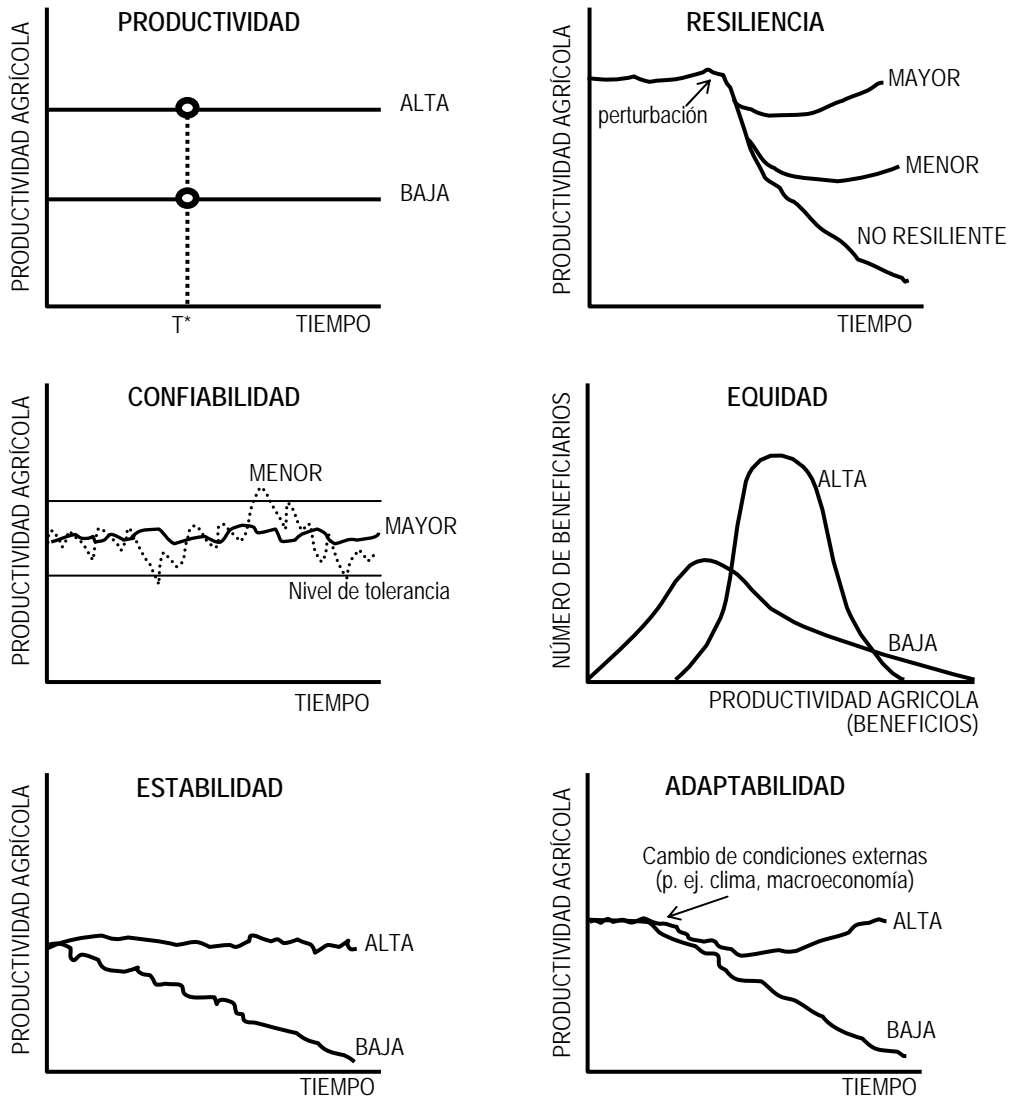 PRODUCTIVIDAD
PRODUCTIVIDAD AGRÍCOLA
ALTA
BAJA
T*
TIEMPO
RESILIENCIA
PRODUCTIVIDAD AGRÍCOLA
perturbación
MAYOR
MENOR
NO RESILIENTE
TIEMPO
CONFIABILIDAD
PRODUCTIVIDAD AGRÍCOLA
MENOR
MAYOR
Nivel de tolerancia
TIEMPO
EQUIDAD
NÚMERO DE BENEFICIARIOS
ALTA
BAJA
PRODUCTIVIDAD AGRICOLA
(BENEFICIOS)
ESTABILIDAD
PRODUCTIVIDAD AGRÍCOLA
ALTA
BAJA
TIEMPO
ADAPTABILIDAD
PRODUCTIVIDAD AGRÍCOLA
Cambio de condiciones externas
(p. ej. clima, macroeconomía)
ALTA
BAJA
TIEMPO